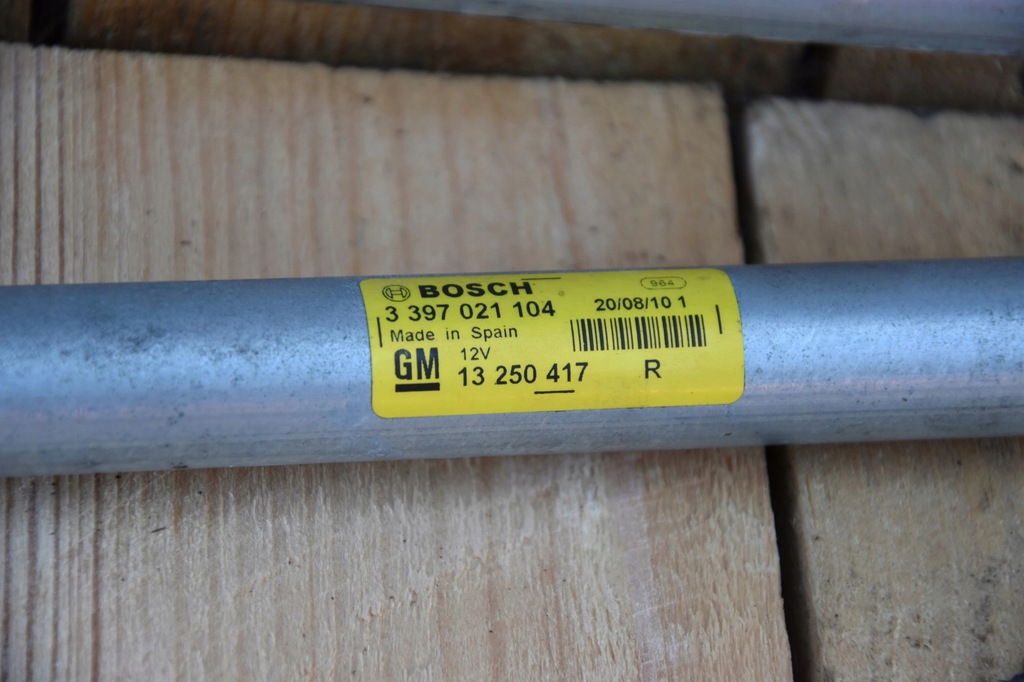 BOSCH
984
3 397 021 104
20/08/10 1
Made in Spain
GM
12V
13 250 417
R